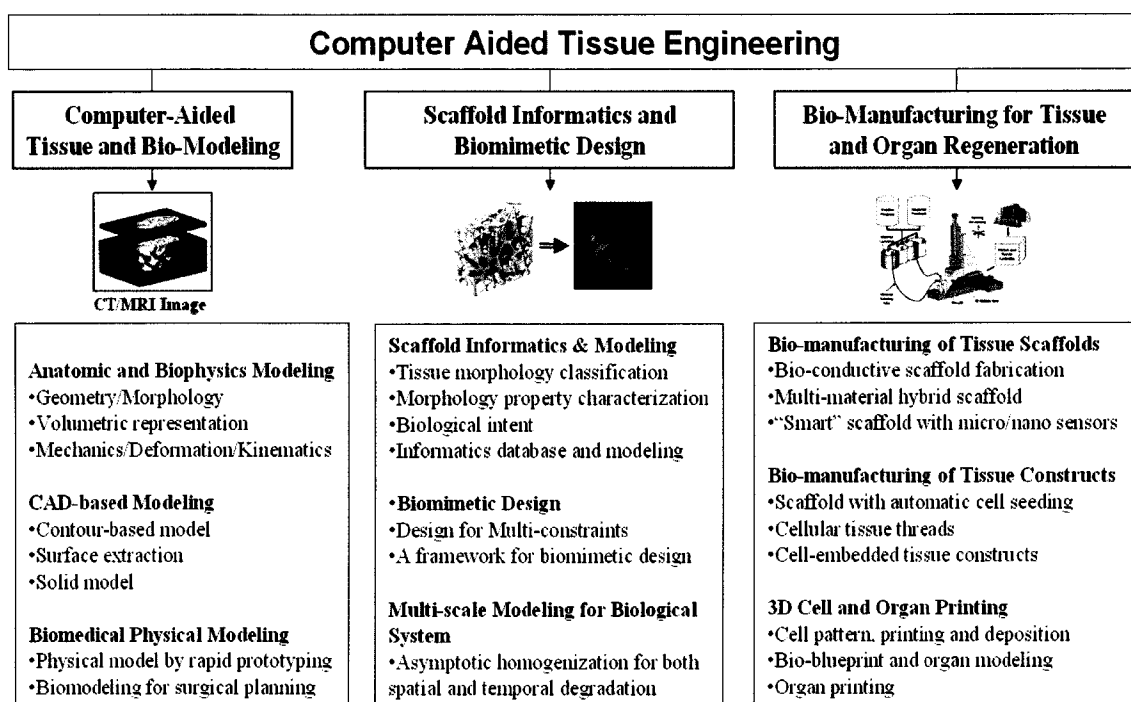 Computer Aided Tissue Engineering
Computer-Aided
Tissue and Bio-Modeling
CT/MRI Image
Anatomic and Biophysics Modeling
•Geometry/Morphology
•Volumetric representation
•Mechanics/Deformation/Kinematics
CAD-based Modeling
•Contour-based model
•Surface extraction
•Solid model
Biomedical Physical Modeling
•Physical model by rapid prototyping
•Biomodeling for surgical planning
Scaffold Informatics and
Biomimetic Design
Scaffold Informatics & Modeling
•Tissue morphology classification
•Morphology property characterization
•Biological intent
•Informatics database and modeling
•Biomimetic Design
•Design for Multi-constraints
•A framework for biomimetic design
Multi-scale Modeling for Biological
System
•Asymptotic homogenization for both
spatial and temporal degradation
Bio-Manufacturing for Tissue
and Organ Regeneration
Bio-manufacturing of Tissue Scaffolds
•Bio-conductive scaffold fabrication
•Multi-material hybrid scaffold
•“Smart” scaffold with micro/nano sensors
Bio-manufacturing of Tissue Constructs
•Scaffold with automatic cell seeding
•Cellular tissue threads
•Cell-embedded tissue constructs
3D Cell and Organ Printing
•Cell pattern, printing and deposition
•Bio-blueprint and organ modeling
•Organ printing